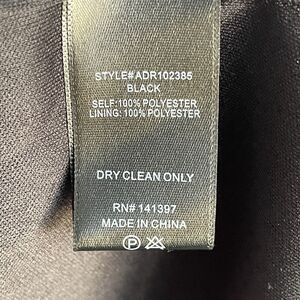 STYLE#ADR102385
BLACK
SELF:100% POLYESTER
LINING: 100% POLYESTER
DRY CLEAN ONLY
RN# 141397
MADE IN CHINA
P